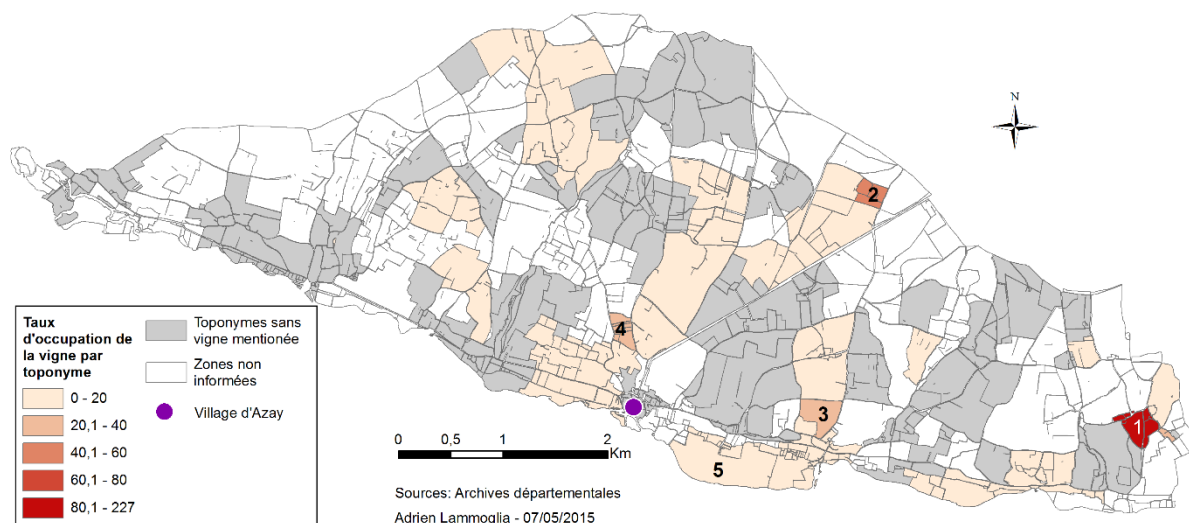 N
2
4
3
1
5
Taux
d'occupation de
la vigne par
toponyme
0 - 20
20,1 - 40
40,1 - 60
60,1 - 80
80,1 - 227
Toponymes sans
vigne mentionée
Zones non
informées
Village d'Azay
0 0,5 1 2
Km
Sources: Archives départementales
Adrien Lammoglia - 07/05/2015